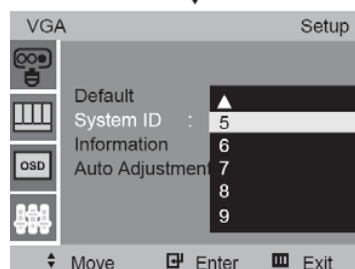 VGA Setup
Default
System ID : 5
Information 6
Auto Adjustment 7
8
9
OSD
Move Enter Exit